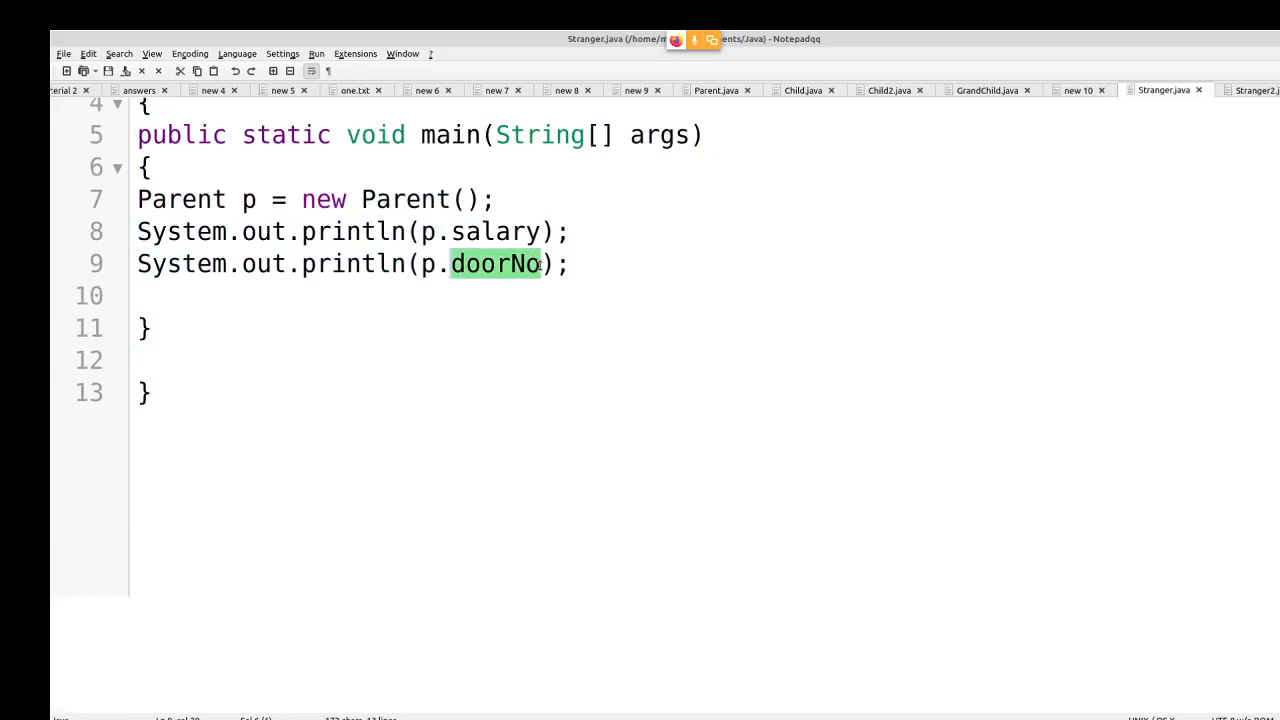 Stranger.java (/home/m ents/Java) - Notepadqq
File Edit Search View Encoding Language Settings Run Extensions Window ?
erial 2 answers new 4 new 5 one.txt new 6 new 7 new 8 new 9 Parent.java Child.java Child2.java GrandChild.java new 10 Stranger.java Stranger2.j
4 {
5 public static void main(String[] args)
6 {
7 Parent p = new Parent();
8 System.out.println(p.salary);
9 System.out.println(p.doorNo);
10
11 }
12
13 }